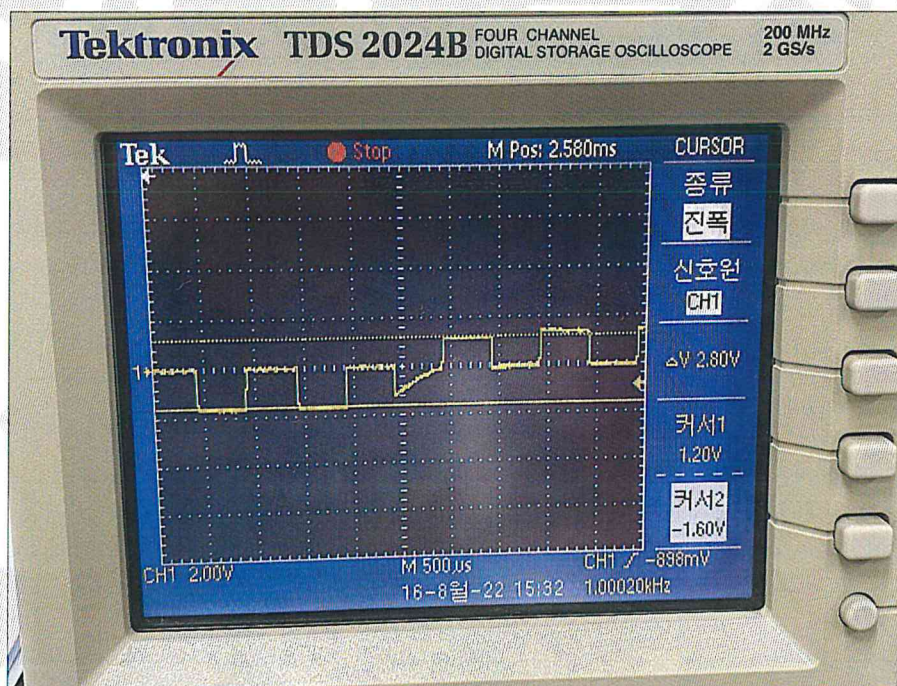 Tektronix TDS 2024B FOUR CHANNEL DIGITAL STORAGE OSCILLOSCOPE 200 MHz 2 GS/s
Tek Stop M Pos: 2.580ms CURSOR
종류
진폭
신호원
CH1
1
△V 2.80V
커서1
1.20V
커서2
-1.60V
CH1 2.00V M 500µs CH1 -898mV
16-8월-22 15:32 1.00020kHz